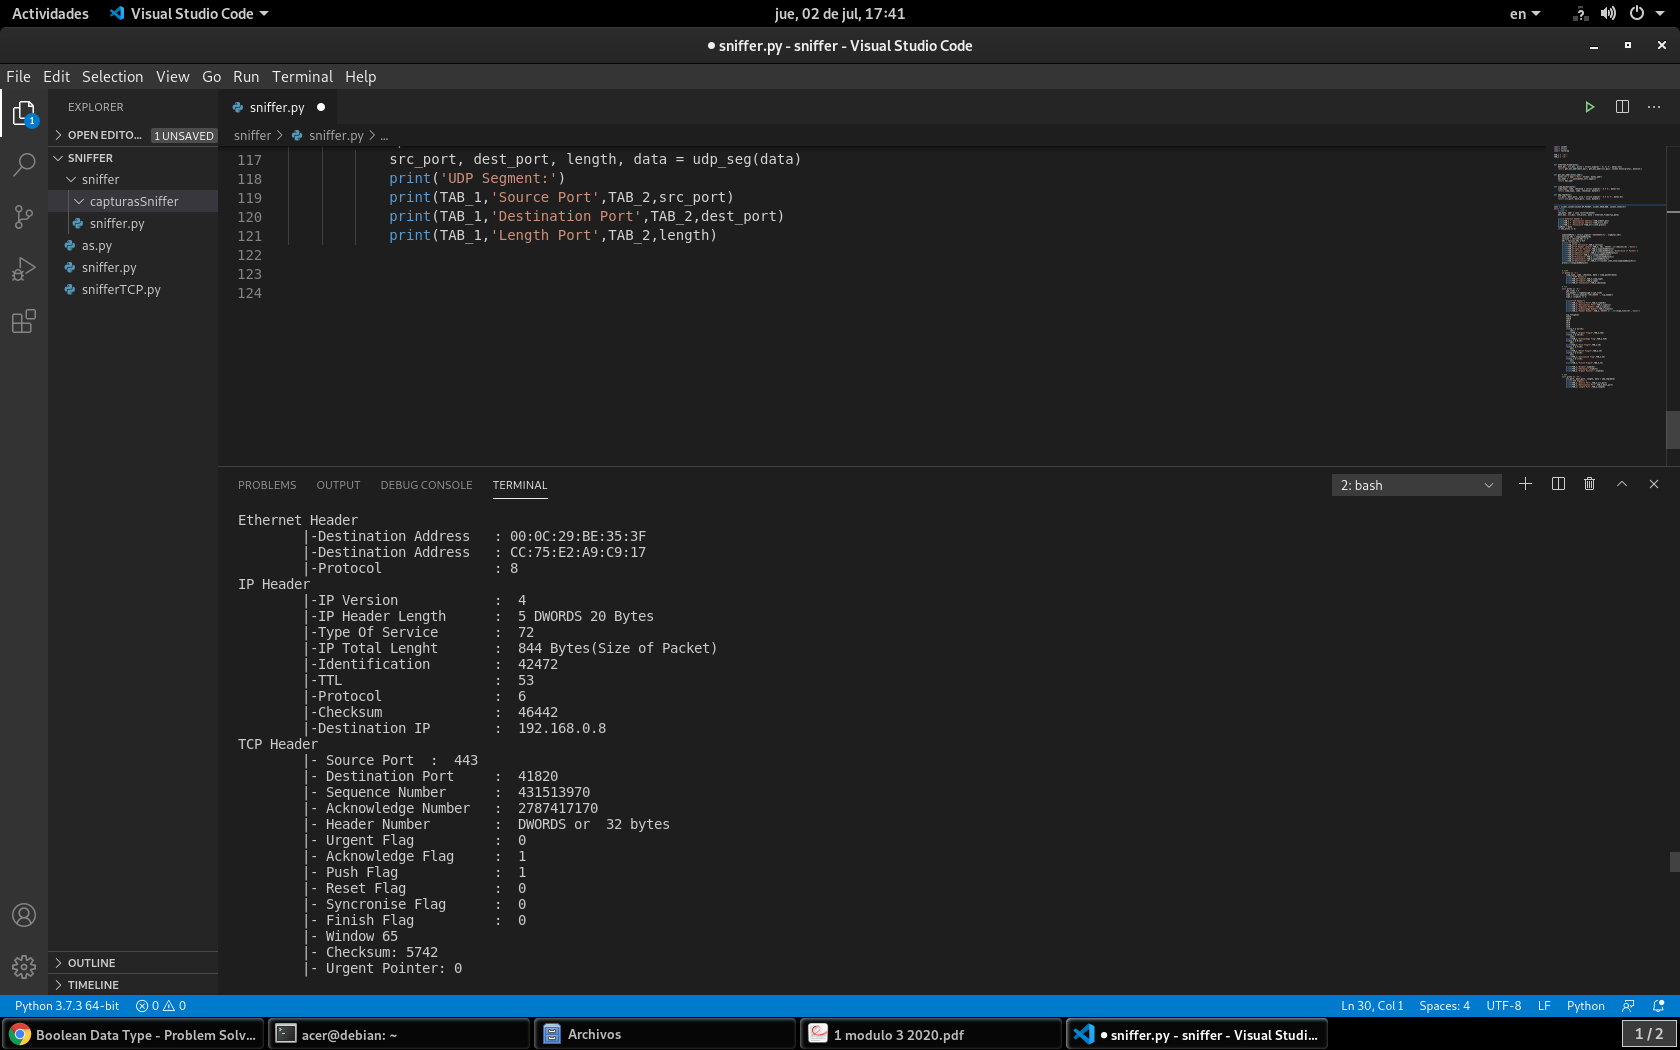 Actividades Visual Studio Code jue, 02 de jul, 17:41 en
● sniffer.py - sniffer - Visual Studio Code
File Edit Selection View Go Run Terminal Help
EXPLORER
OPEN EDITO... 1 UNSAVED
SNIFFER
sniffer
capturasSniffer
sniffer.py
as.py
sniffer.py
snifferTCP.py
OUTLINE
TIMELINE
1
sniffer.py ●
sniffer > sniffer.py > ...
117 src_port, dest_port, length, data = udp_seg(data)
118 print('UDP Segment:')
119 print(TAB_1,'Source Port',TAB_2,src_port)
120 print(TAB_1,'Destination Port',TAB_2,dest_port)
121 print(TAB_1,'Length Port',TAB_2,length)
122
123
124
PROBLEMS OUTPUT DEBUG CONSOLE TERMINAL 2: bash
Ethernet Header
|-Destination Address : 00:0C:29:BE:35:3F
|-Destination Address : CC:75:E2:A9:C9:17
|-Protocol : 8
IP Header
|-IP Version : 4
|-IP Header Length : 5 DWORDS 20 Bytes
|-Type Of Service : 72
|-IP Total Lenght : 844 Bytes(Size of Packet)
|-Identification : 42472
|-TTL : 53
|-Protocol : 6
|-Checksum : 46442
|-Destination IP : 192.168.0.8
TCP Header
|- Source Port : 443
|- Destination Port : 41820
|- Sequence Number : 431513970
|- Acknowledge Number : 2787417170
|- Header Number : DWORDS or 32 bytes
|- Urgent Flag : 0
|- Acknowledge Flag : 1
|- Push Flag : 1
|- Reset Flag : 0
|- Syncronise Flag : 0
|- Finish Flag : 0
|- Window 65
|- Checksum: 5742
|- Urgent Pointer: 0
Python 3.7.3 64-bit 0 0 Ln 30, Col 1 Spaces: 4 UTF-8 LF Python
Boolean Data Type - Problem Solv... acer@debian: ~ Archivos 1 modulo 3 2020.pdf ● sniffer.py - sniffer - Visual Studi... 1 / 2